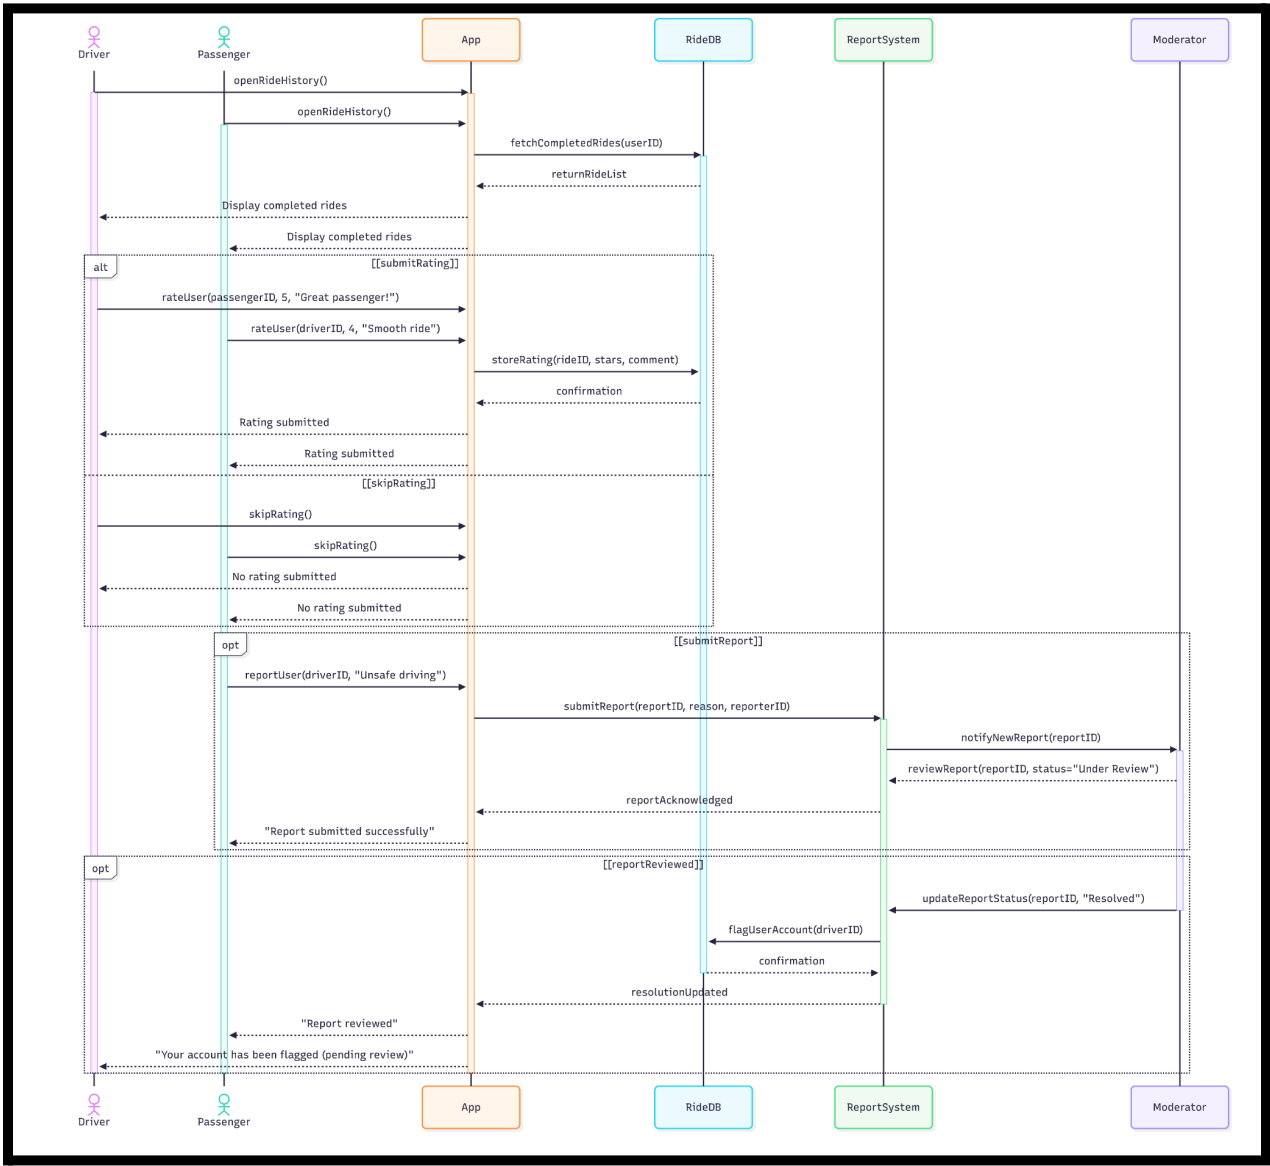 Driver
Passenger
App
RideDB
ReportSystem
Moderator
openRideHistory()
openRideHistory()
fetchCompletedRides(userID)
returnRideList
Display completed rides
Display completed rides
alt
[[submitRating]]
rateUser(passengerID, 5, "Great passenger!")
rateUser(driverID, 4, "Smooth ride")
storeRating(rideID, stars, comment)
confirmation
Rating submitted
Rating submitted
[[skipRating]]
skipRating()
skipRating()
No rating submitted
No rating submitted
opt
[[submitReport]]
reportUser(driverID, "Unsafe driving")
submitReport(reportID, reason, reporterID)
notifyNewReport(reportID)
reviewReport(reportID, status="Under Review")
reportAcknowledged
"Report submitted successfully"
opt
[[reportReviewed]]
updateReportStatus(reportID, "Resolved")
flagUserAccount(driverID)
confirmation
resolutionUpdated
"Report reviewed"
"Your account has been flagged (pending review)"
Driver
Passenger
App
RideDB
ReportSystem
Moderator